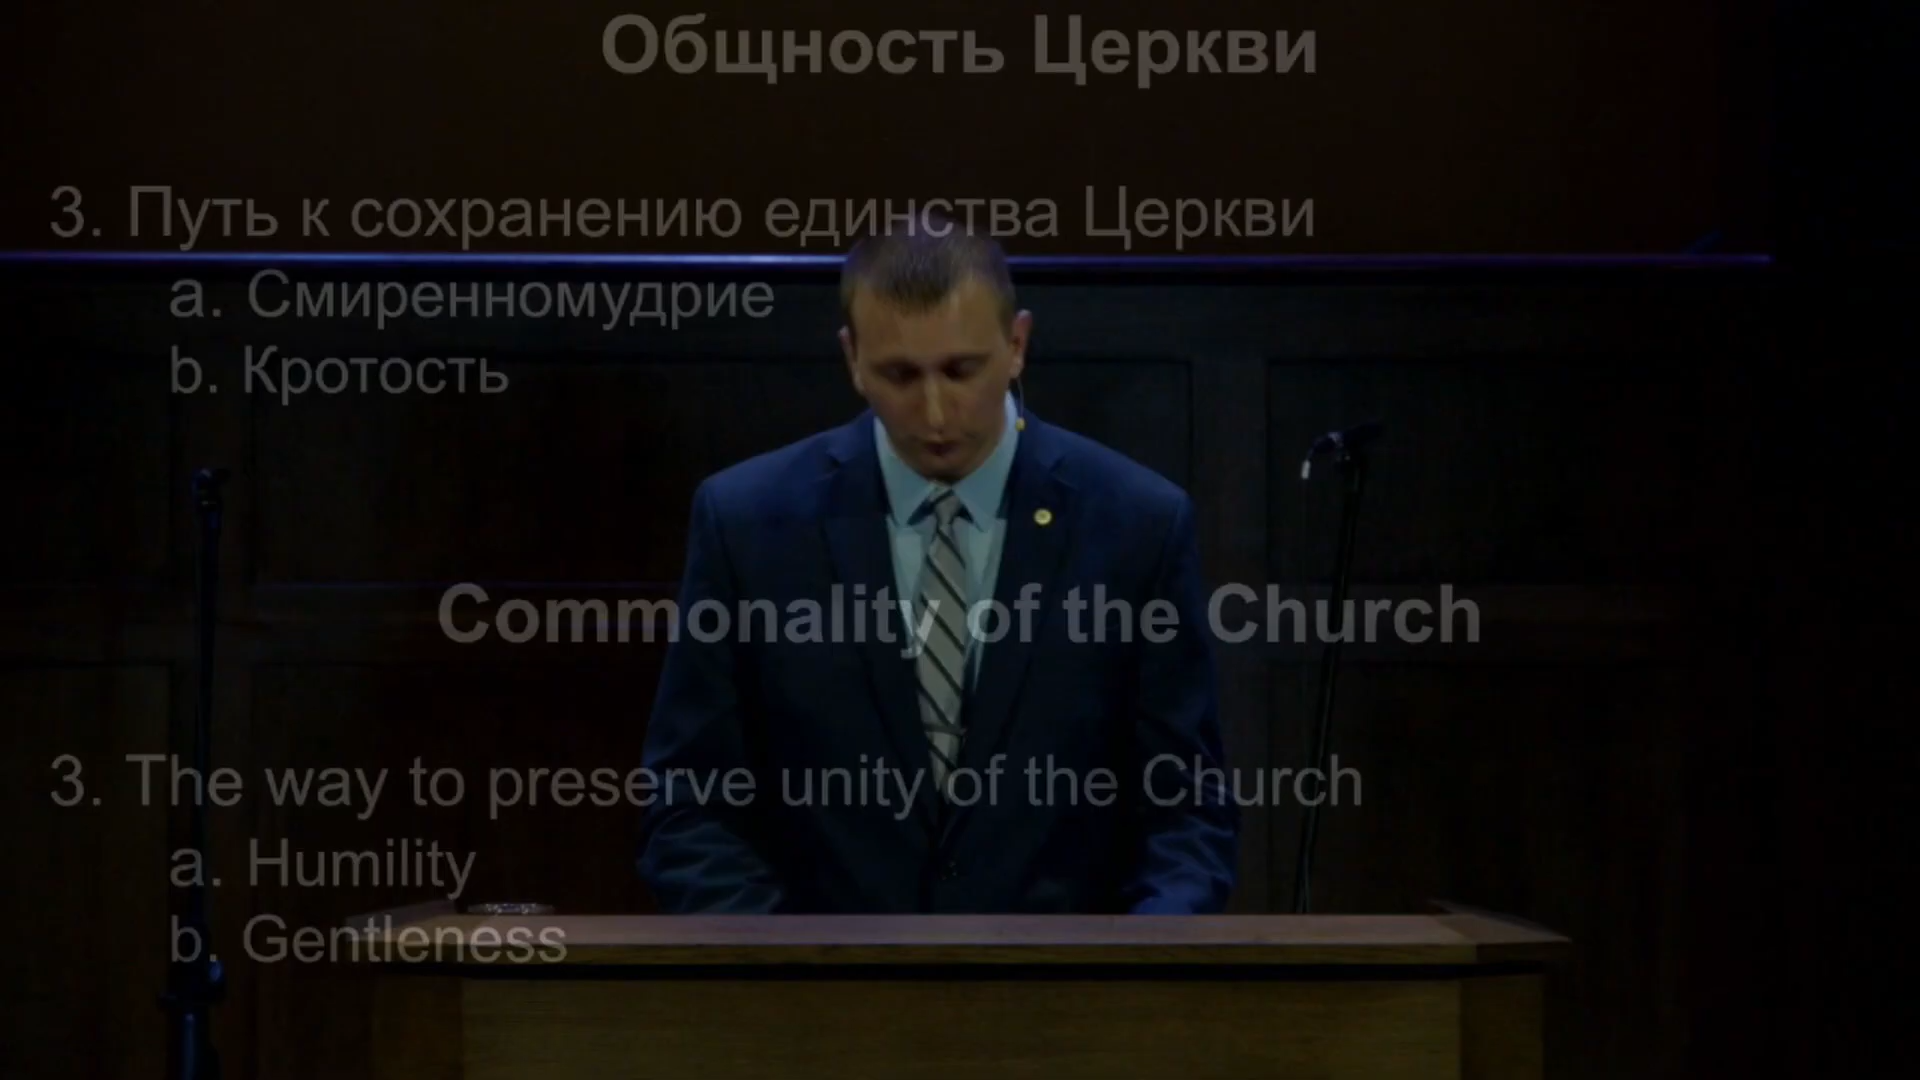 Общность Церкви
3. Путь к сохранению единства Церкви
a. Смиренномудрие
b. Кротость
Commonality of the Church
3. The way to preserve unity of the Church
a. Humility
b. Gentleness